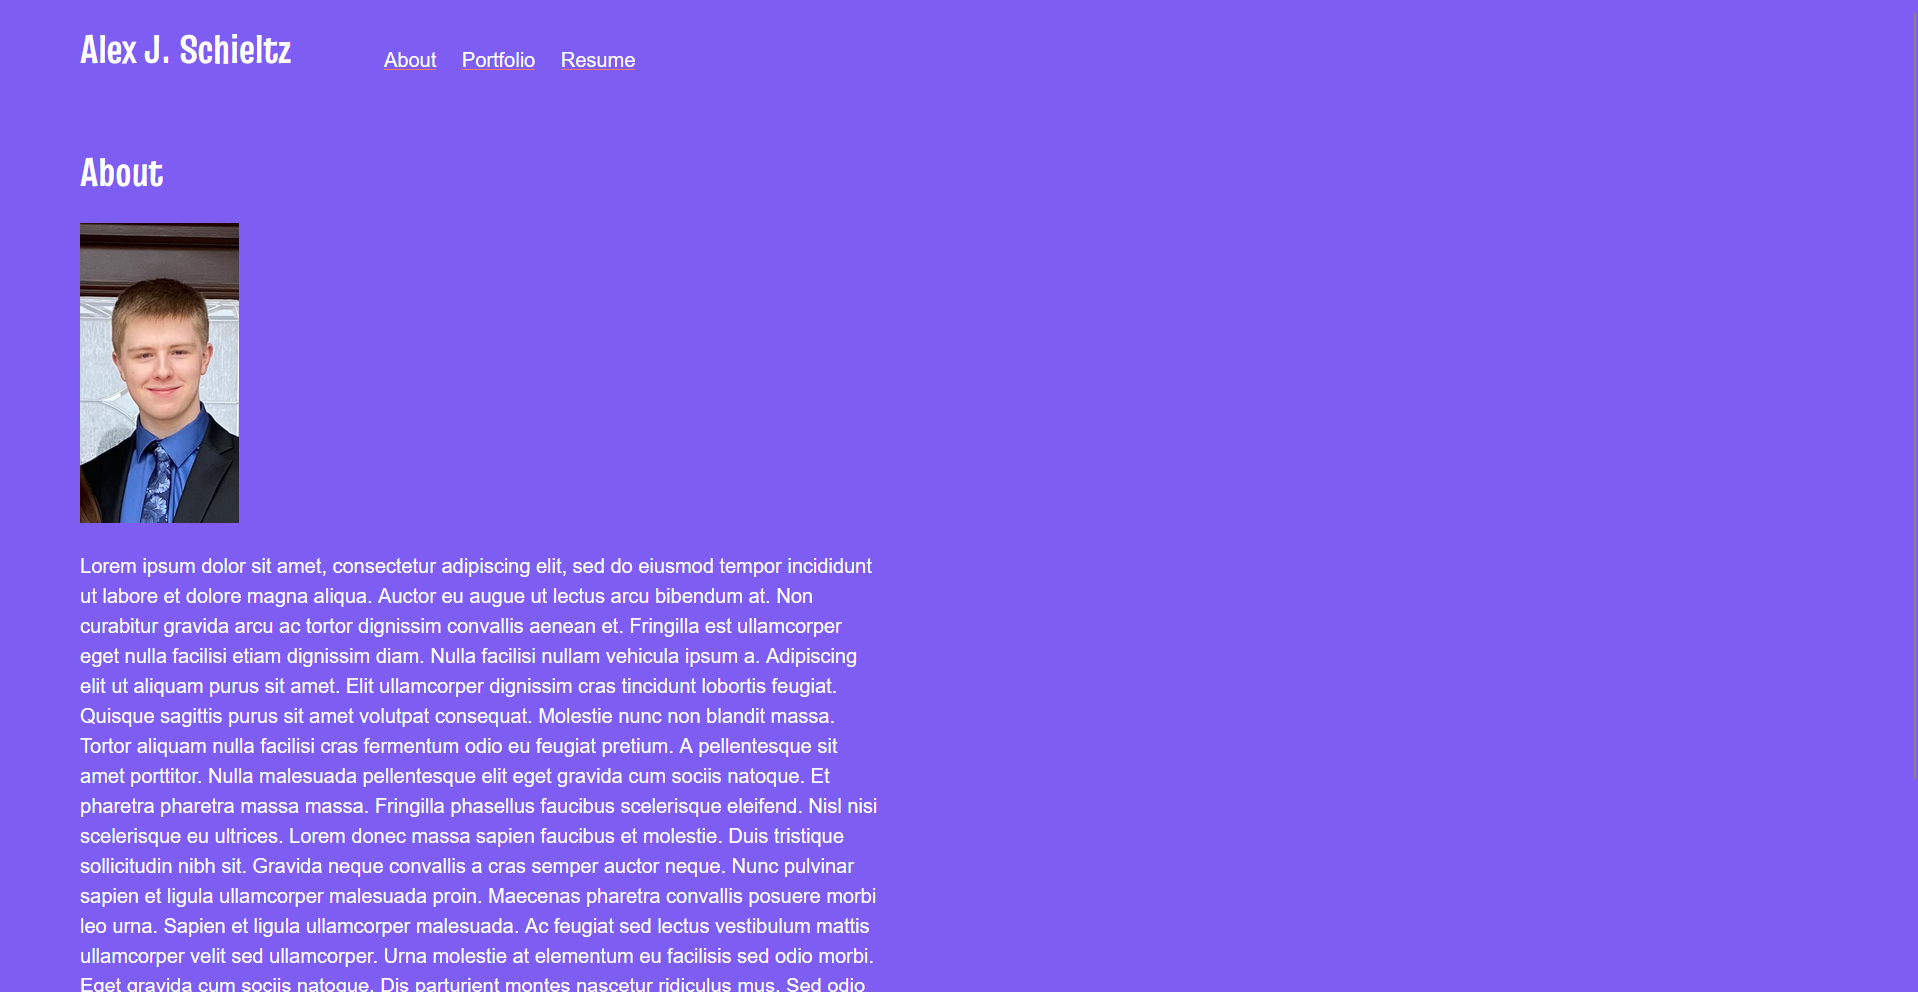 Alex J. Schieltz
About Portfolio Resume
About
Lorem ipsum dolor sit amet, consectetur adipiscing elit, sed do eiusmod tempor incididunt
ut labore et dolore magna aliqua. Auctor eu augue ut lectus arcu bibendum at. Non
curabitur gravida arcu ac tortor dignissim convallis aenean et. Fringilla est ullamcorper
eget nulla facilisi etiam dignissim diam. Nulla facilisi nullam vehicula ipsum a. Adipiscing
elit ut aliquam purus sit amet. Elit ullamcorper dignissim cras tincidunt lobortis feugiat.
Quisque sagittis purus sit amet volutpat consequat. Molestie nunc non blandit massa.
Tortor aliquam nulla facilisi cras fermentum odio eu feugiat pretium. A pellentesque sit
amet porttitor. Nulla malesuada pellentesque elit eget gravida cum sociis natoque. Et
pharetra pharetra massa massa. Fringilla phasellus faucibus scelerisque eleifend. Nisl nisi
scelerisque eu ultrices. Lorem donec massa sapien faucibus et molestie. Duis tristique
sollicitudin nibh sit. Gravida neque convallis a cras semper auctor neque. Nunc pulvinar
sapien et ligula ullamcorper malesuada proin. Maecenas pharetra convallis posuere morbi
leo urna. Sapien et ligula ullamcorper malesuada. Ac feugiat sed lectus vestibulum mattis
ullamcorper velit sed ullamcorper. Urna molestie at elementum eu facilisis sed odio morbi.
Eget gravida cum sociis natoque. Dis parturient montes nascetur ridiculus mus. Sed odio